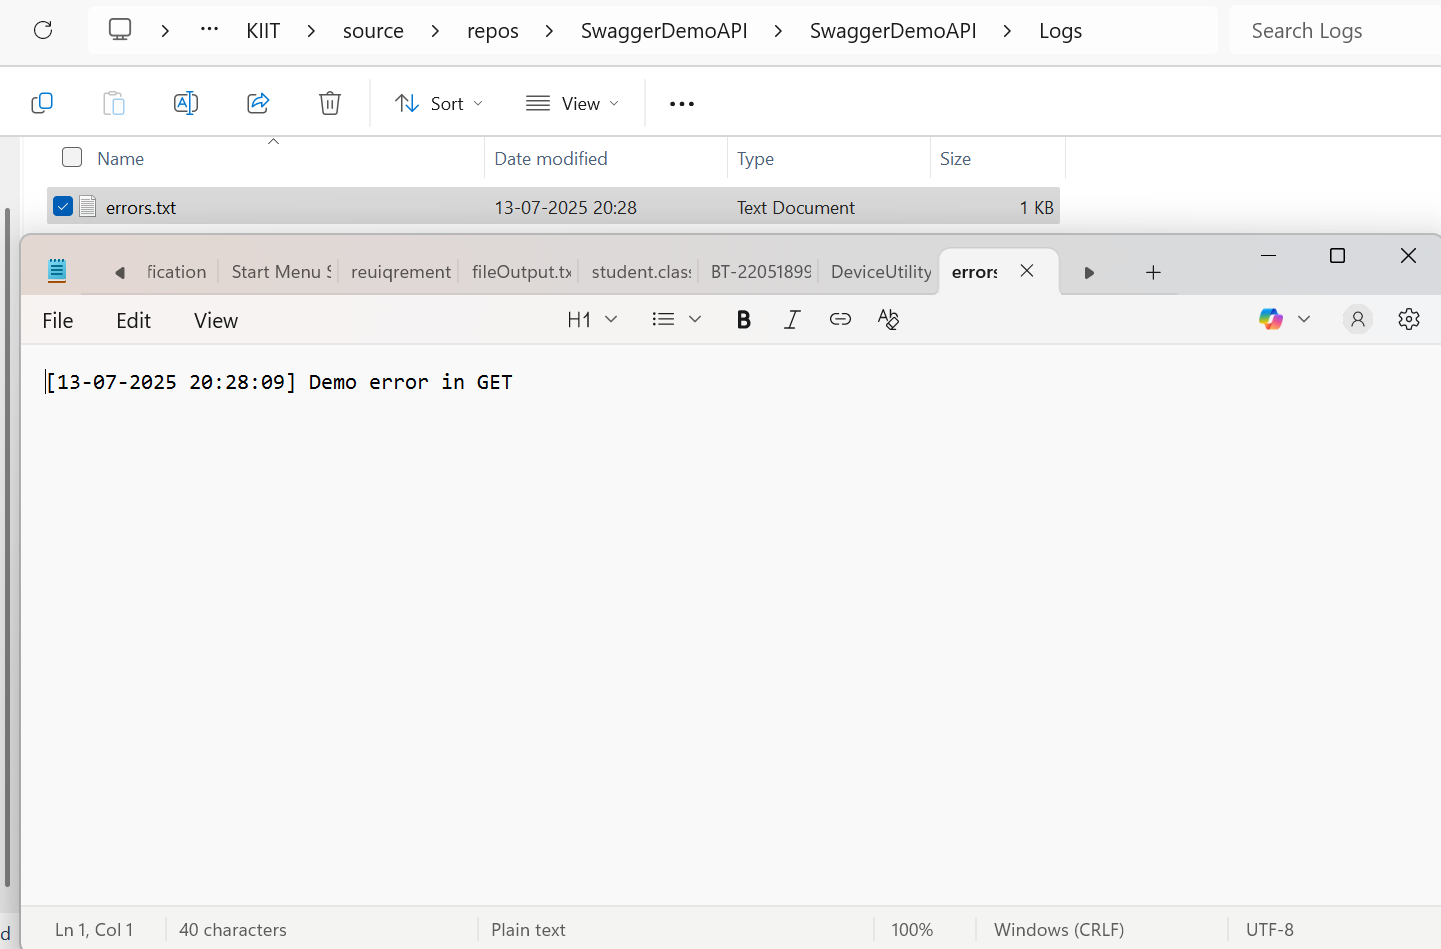 KIIT source repos SwaggerDemoAPI SwaggerDemoAPI Logs Search Logs
Sort View
Name Date modified Type Size
errors.txt 13-07-2025 20:28 Text Document 1 KB
fication Start Menu S reuiqrement fileOutput.tx student.class BT-22051899 DeviceUtility errors
File Edit View H1 B I
[13-07-2025 20:28:09] Demo error in GET
d Ln 1, Col 1 40 characters Plain text 100% Windows (CRLF) UTF-8